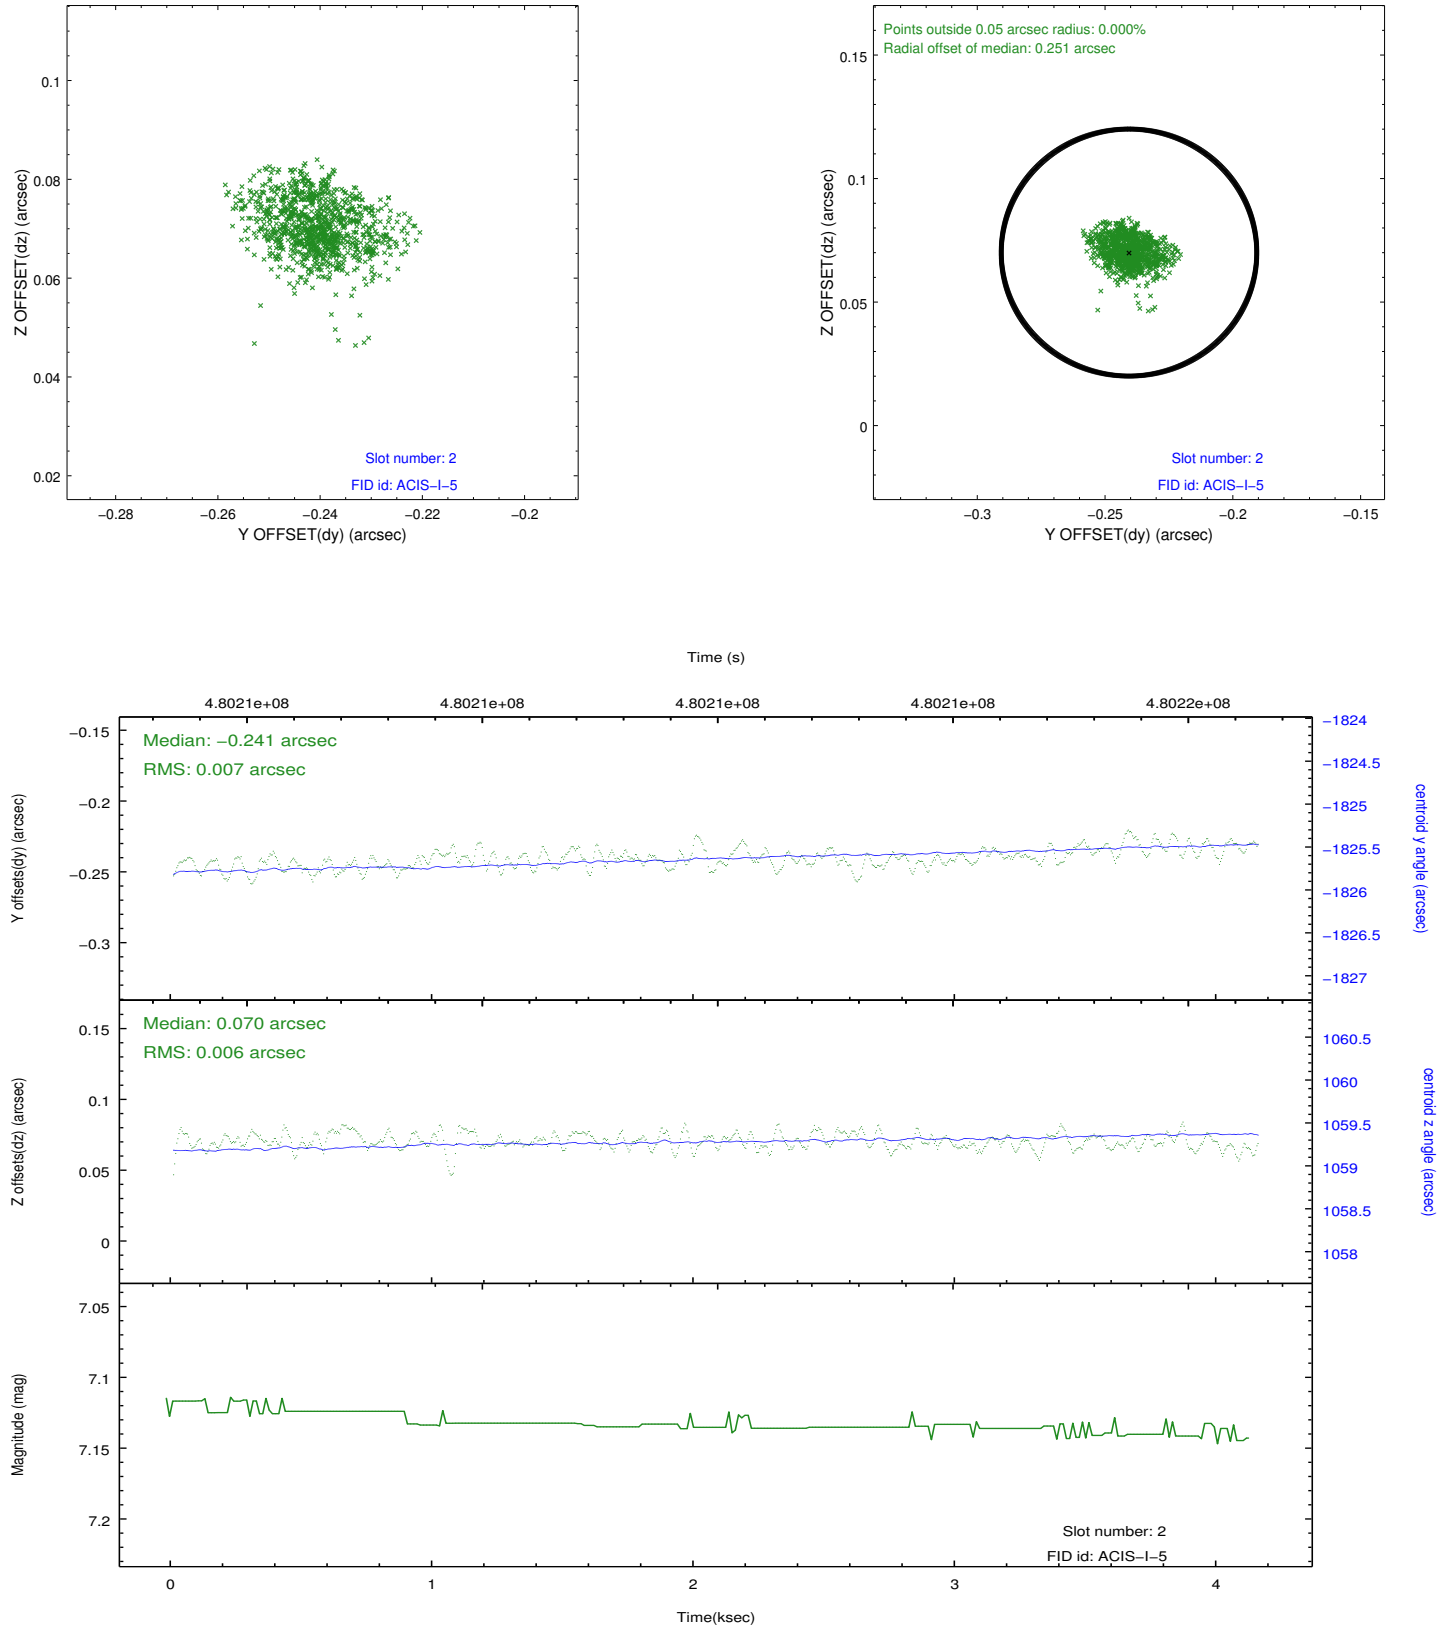 0.1
0.08
0.06
0.04
0.02
Z OFFSET(dz) (arcsec)
Slot number: 2
FID id: ACIS−I−5
−0.28 −0.26 −0.24 −0.22 −0.2
Y OFFSET(dy) (arcsec)
Points outside 0.05 arcsec radius: 0.000%
Radial offset of median: 0.251 arcsec
0.15
0.1
0.05
0
Z OFFSET(dz) (arcsec)
Slot number: 2
FID id: ACIS−I−5
−0.3 −0.25 −0.2 −0.15
Y OFFSET(dy) (arcsec)
Time (s)
4.8021e+08 4.8021e+08 4.8021e+08 4.8021e+08 4.8022e+08
Median: −0.241 arcsec
RMS: 0.007 arcsec
−0.15
−0.2
−0.25
−0.3
Y offsets(dy) (arcsec)
−1824
−1824.5
−1825
−1825.5
−1826
−1826.5
−1827
centroid y angle (arcsec)
Median: 0.070 arcsec
RMS: 0.006 arcsec
0.15
0.1
0.05
0
Z offsets(dz) (arcsec)
1060.5
1060
1059.5
1059
1058.5
1058
centroid z angle (arcsec)
7.05
7.1
7.15
7.2
Magnitude (mag)
Slot number: 2
FID id: ACIS−I−5
0 1 2 3 4
Time(ksec)